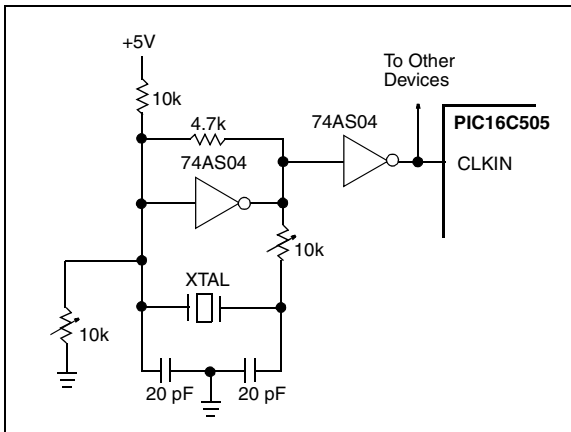 +5V
To Other
Devices
10k
4.7k
74AS04
PIC16C505
74AS04
CLKIN
10k
XTAL
10k
20 pF
20 pF